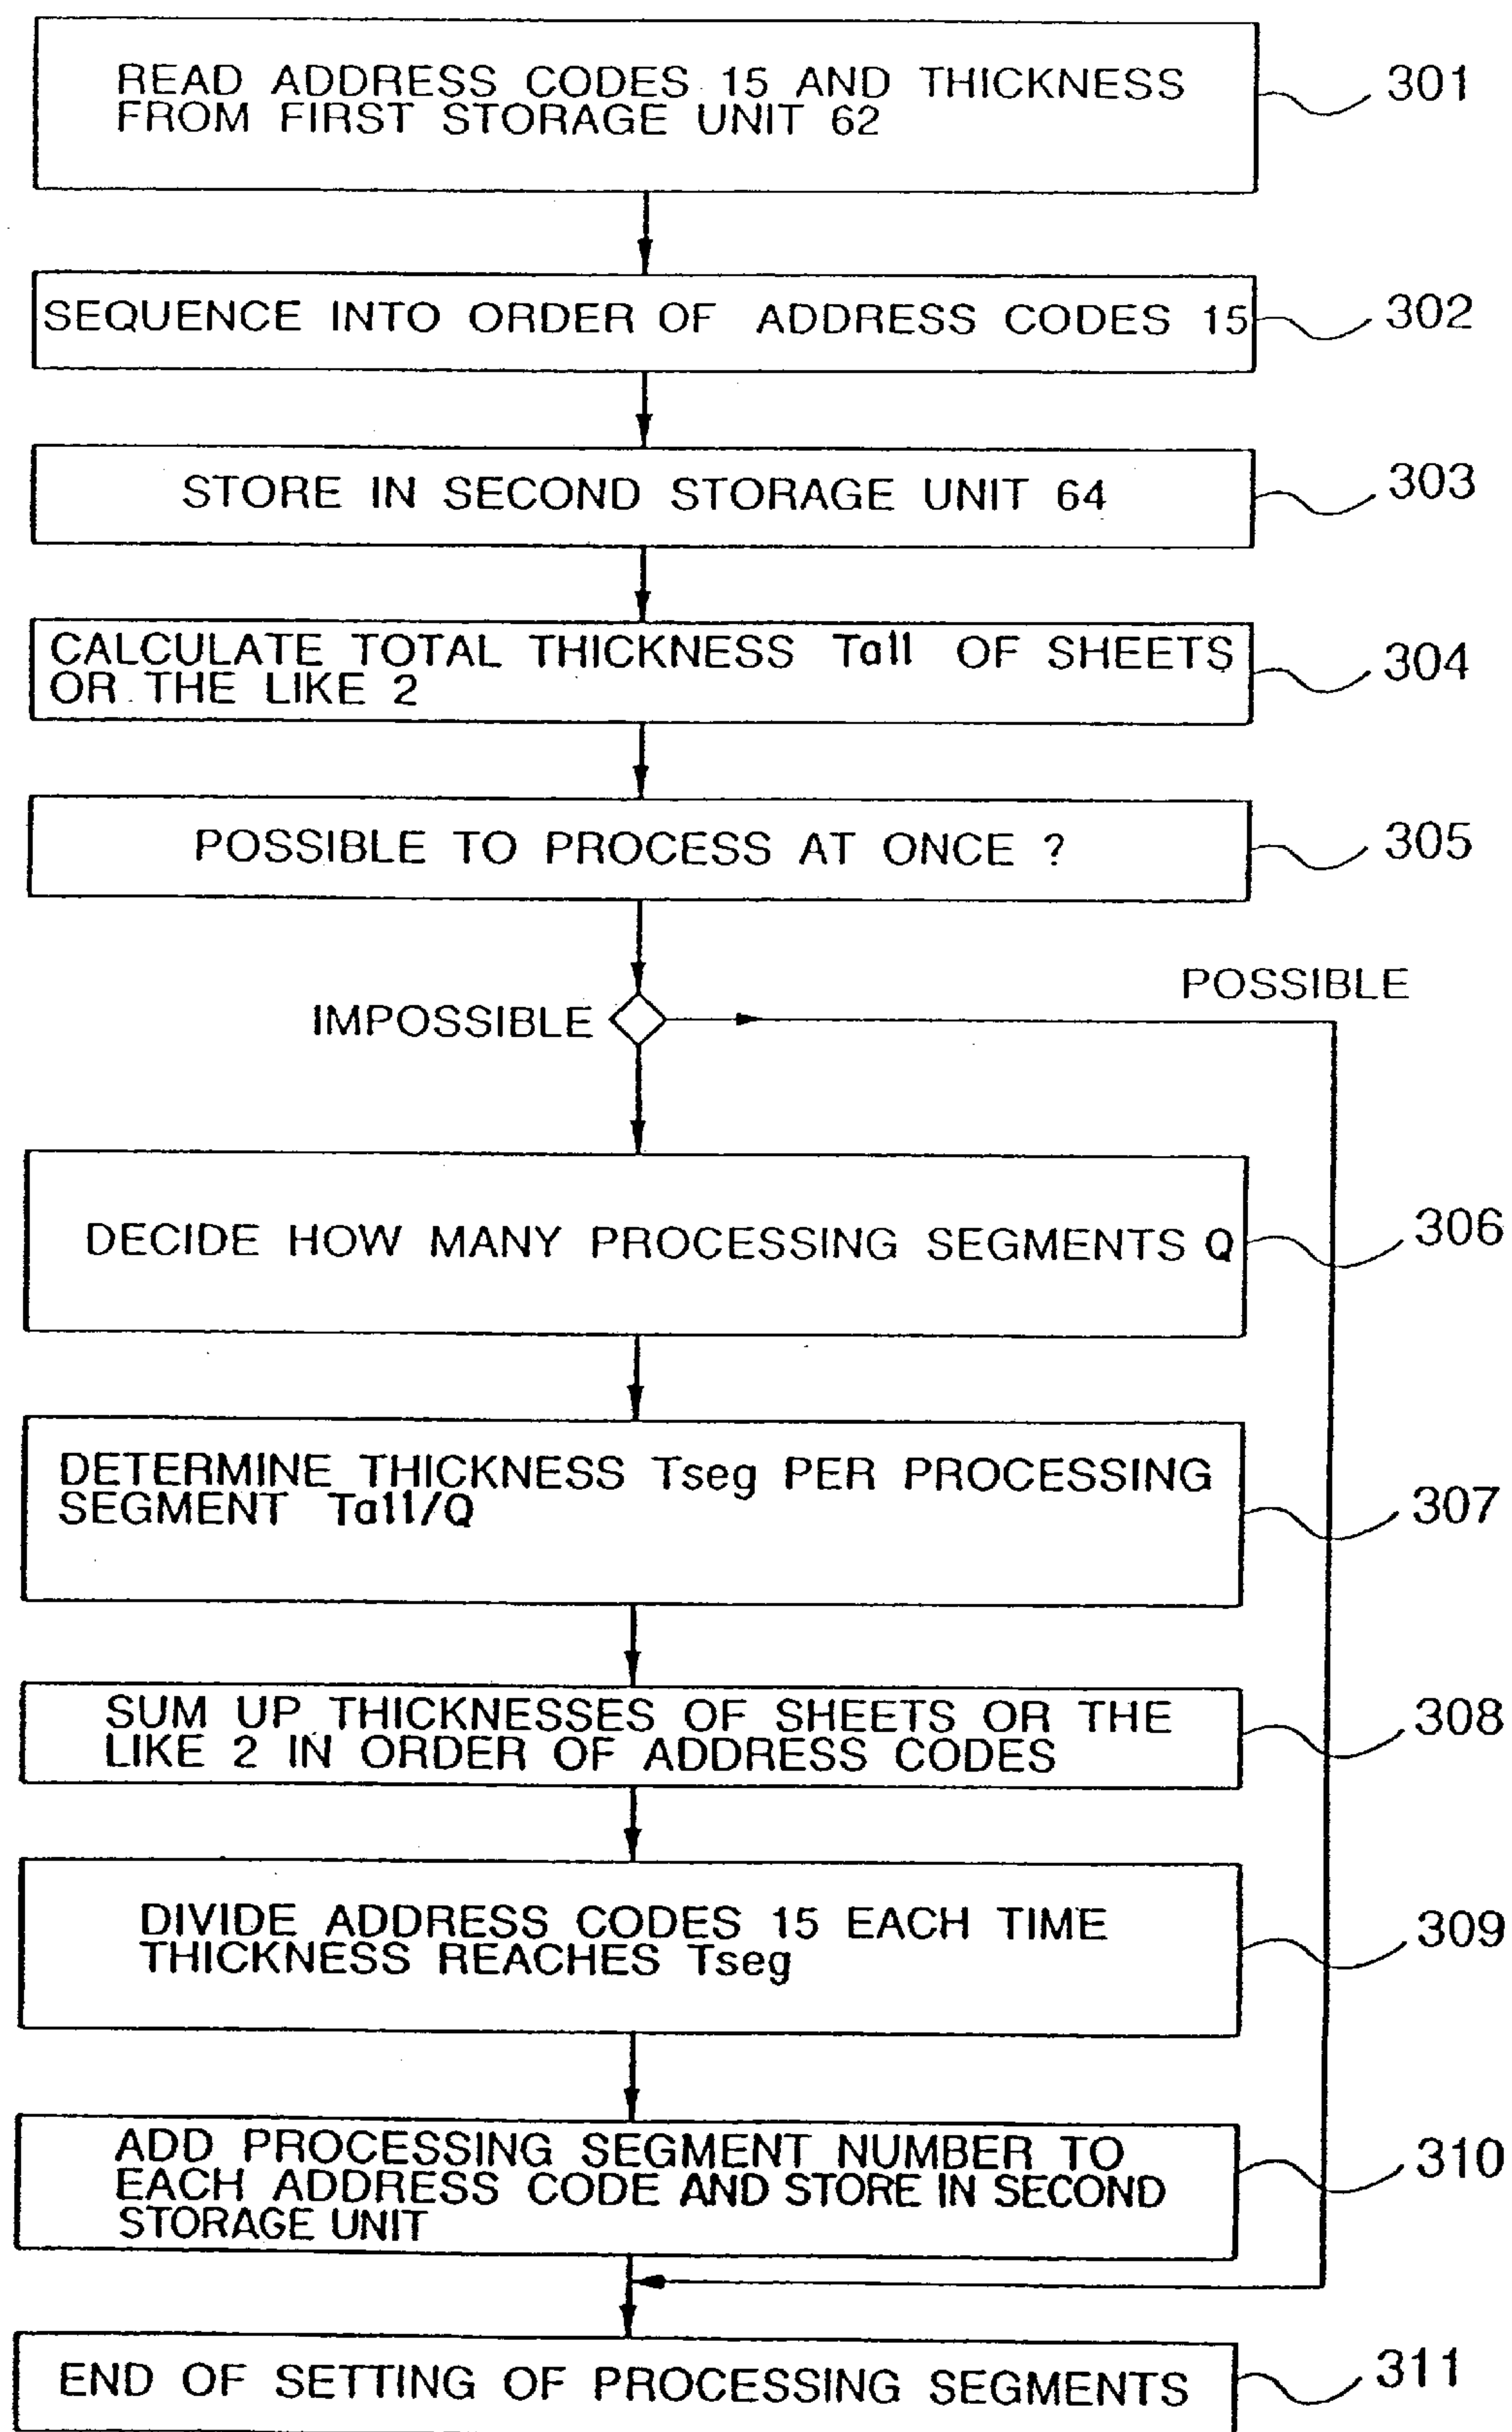 READ ADDRESS CODES 15 AND THICKNESS
FROM FIRST STORAGE UNIT 62
301
SEQUENCE INTO ORDER OF ADDRESS CODES 15
302
STORE IN SECOND STORAGE UNIT 64
303
CALCULATE TOTAL THICKNESS Tall OF SHEETS
OR THE LIKE 2
304
POSSIBLE TO PROCESS AT ONCE ?
305
POSSIBLE
IMPOSSIBLE
DECIDE HOW MANY PROCESSING SEGMENTS Q
306
DETERMINE THICKNESS Tseg PER PROCESSING
SEGMENT Tall/Q
307
SUM UP THICKNESSES OF SHEETS OR THE
LIKE 2 IN ORDER OF ADDRESS CODES
308
DIVIDE ADDRESS CODES 15 EACH TIME
THICKNESS REACHES Tseg
309
ADD PROCESSING SEGMENT NUMBER TO
EACH ADDRESS CODE AND STORE IN SECOND
STORAGE UNIT
310
END OF SETTING OF PROCESSING SEGMENTS
311